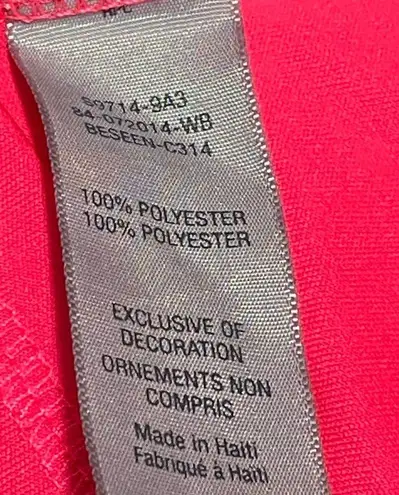 S9714-9A3
84-072014-WB
BESEEN-C314
100% POLYESTER
100% POLYESTER
EXCLUSIVE OF
DECORATION
ORNEMENTS NON
COMPRIS
Made in Haiti
Fabriqué à Haïti